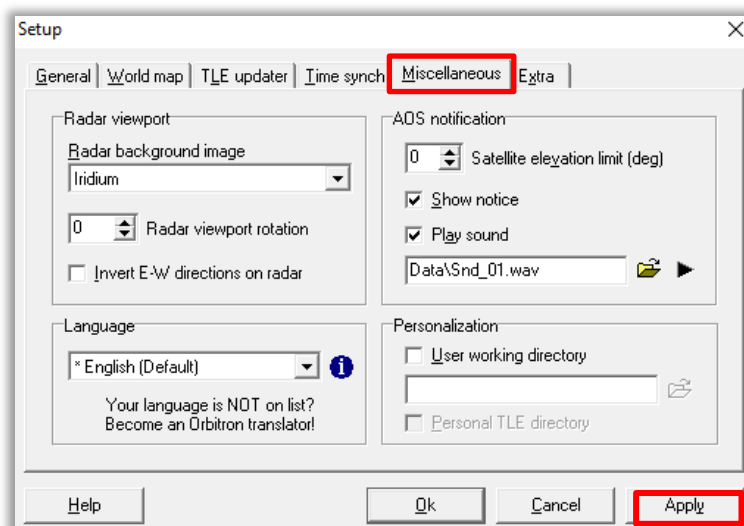 Setup
General
World map
TLE updater
Time synch
Miscellaneous
Extra
Radar viewport
Radar background image
Iridium
0
Radar viewport rotation
Invert E-W directions on radar
AOS notification
0
Satellite elevation limit (deg)
Show notice
Play sound
Data\Snd_01.wav
Language
* English (Default)
Your language is NOT on list?
Become an Orbitron translator!
Personalization
User working directory
Personal TLE directory
Help
Ok
Cancel
Apply